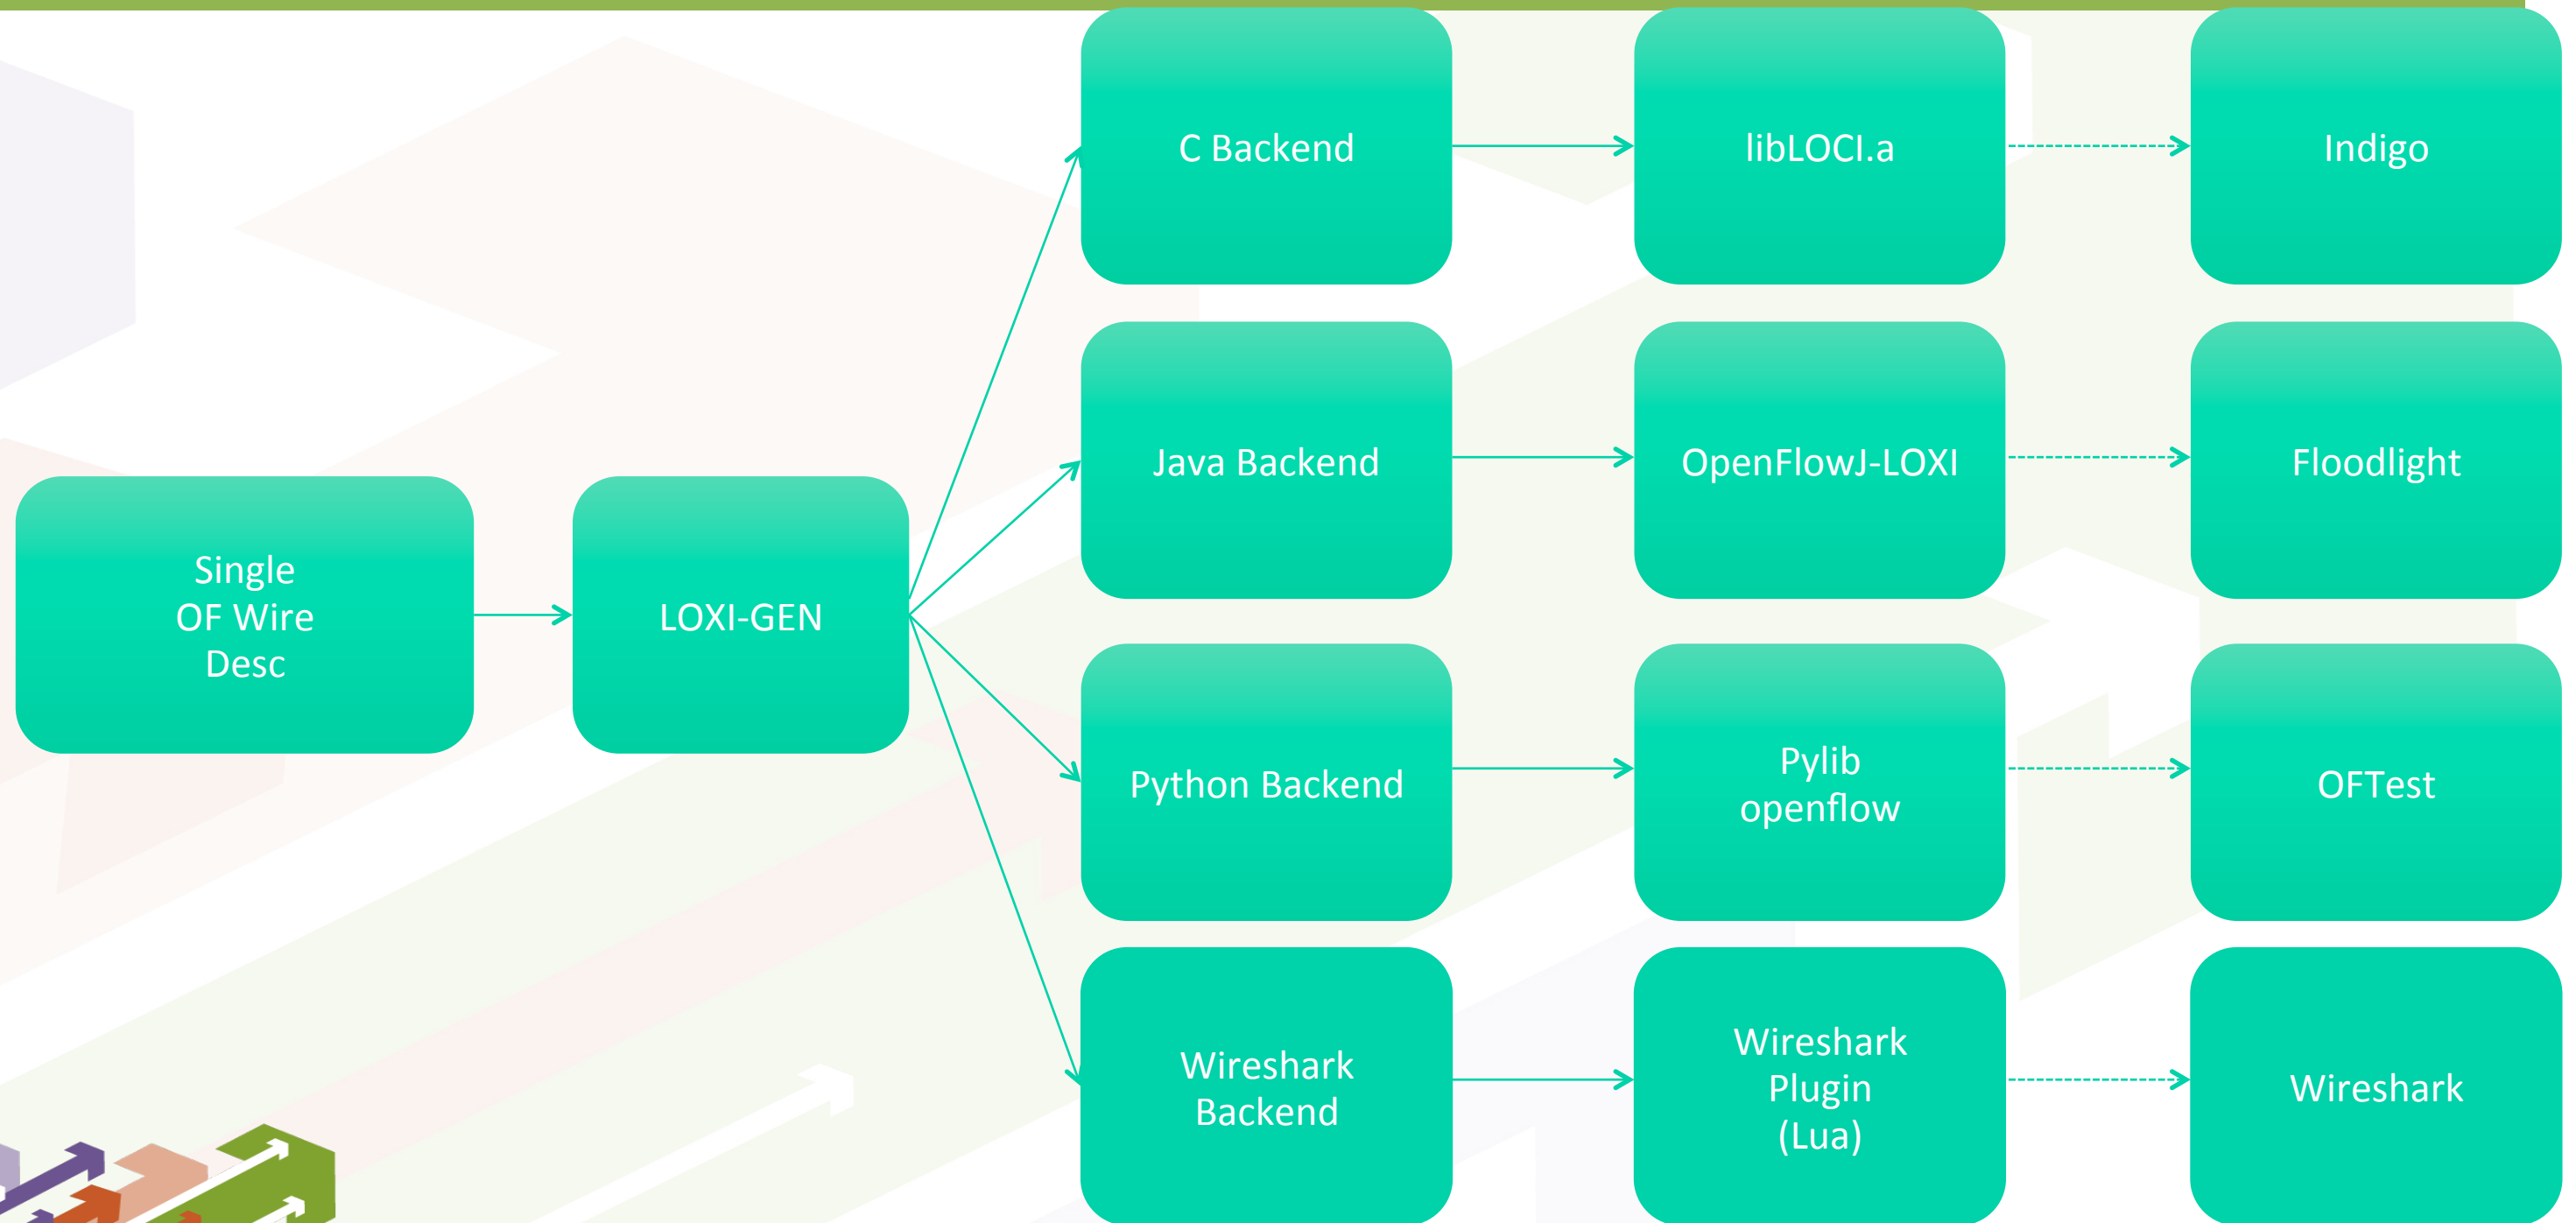 Single
OF Wire
Desc
LOXI-GEN
C Backend
libLOCI.a
Indigo
Java Backend
OpenFlowJ-LOXI
Floodlight
Python Backend
Pylib
openflow
OFTest
Wireshark
Backend
Wireshark
Plugin
(Lua)
Wireshark